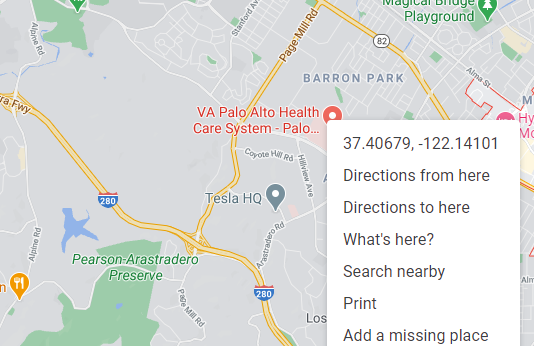 Magical Bridge
Playground
Stanford Ave
Alpine Rd
Page Mill Rd
82
BARRON PARK
Alma St
M
ra Fwy
VA Palo Alto Health
Care System - Palo...
Hy
Mo
37.40679, -122.14101
Coyote Hill Rd
Hillview Ave
Directions from here
A
280
Tesla HQ
Directions to here
Alpine Rd
Arastradero Rd
What's here?
Pearson-Arastradero
Preserve
Search nearby
n
Page Mill Rd
280
Print
Los
Add a missing place